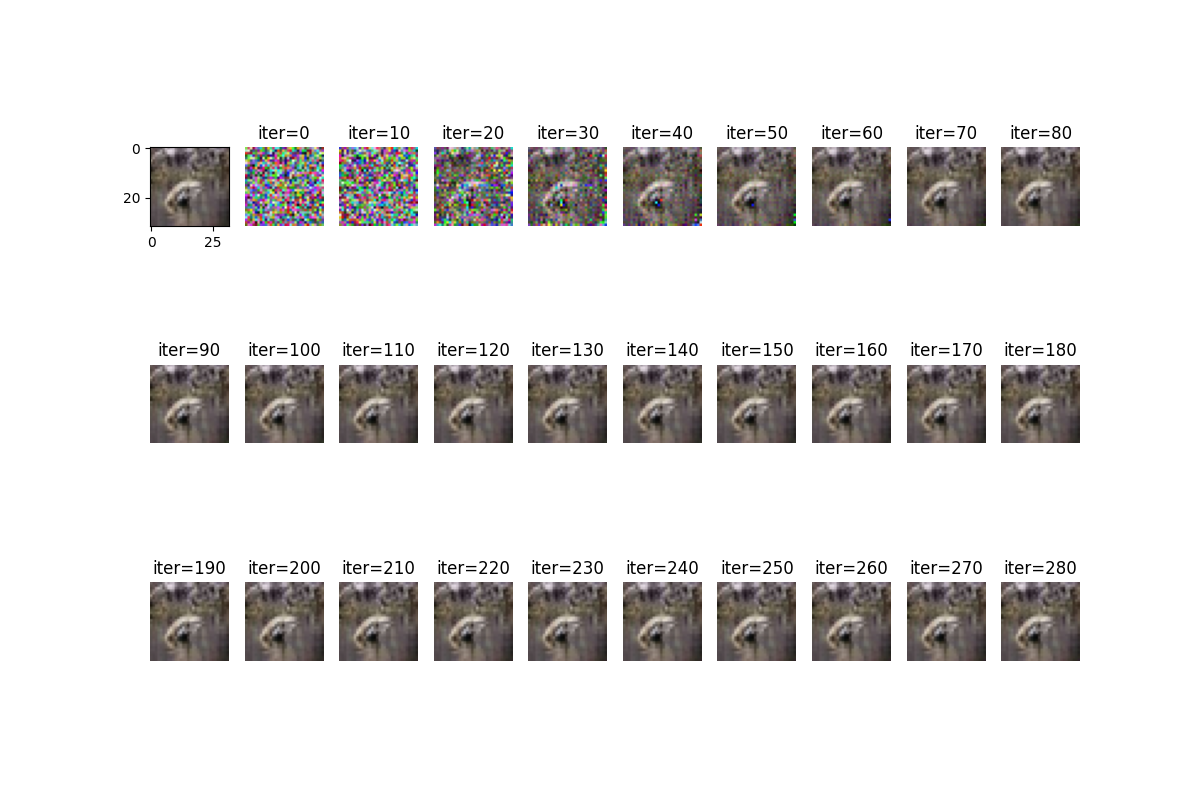 iter=0 iter=10 iter=20 iter=30 iter=40 iter=50 iter=60 iter=70 iter=80
0
20
0 25
iter=90 iter=100 iter=110 iter=120 iter=130 iter=140 iter=150 iter=160 iter=170 iter=180
iter=190 iter=200 iter=210 iter=220 iter=230 iter=240 iter=250 iter=260 iter=270 iter=280